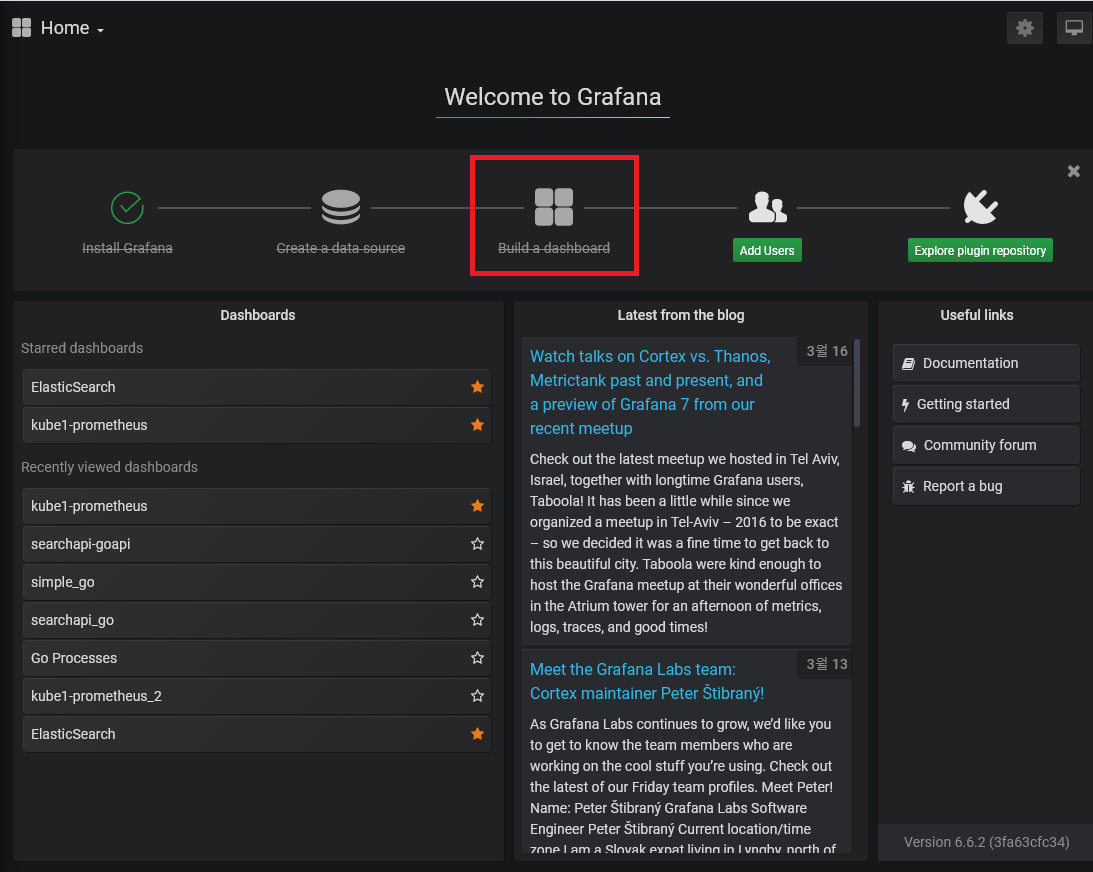 Home
Welcome to Grafana
Install Grafana
Create a data source
Build a dashboard
Add Users
Explore plugin repository
Dashboards
Starred dashboards
ElasticSearch
kube1-prometheus
Recently viewed dashboards
kube1-prometheus
searchapi-goapi
simple_go
searchapi_go
Go Processes
kube1-prometheus_2
ElasticSearch
Latest from the blog
3월 16
Watch talks on Cortex vs. Thanos,
Metrictank past and present, and
a preview of Grafana 7 from our
recent meetup
Check out the latest meetup we hosted in Tel Aviv,
Israel, together with longtime Grafana users,
Taboola! It has been a little while since we
organized a meetup in Tel-Aviv – 2016 to be exact
– so we decided it was a fine time to get back to
this beautiful city. Taboola were kind enough to
host the Grafana meetup at their wonderful offices
in the Atrium tower for an afternoon of metrics,
logs, traces, and good times!
3월 13
Meet the Grafana Labs team:
Cortex maintainer Peter Štibraný!
As Grafana Labs continues to grow, we’d like you
to get to know the team members who are
working on the cool stuff you’re using. Check out
the latest of our Friday team profiles. Meet Peter!
Name: Peter Štibraný Grafana Labs Software
Engineer Peter Štibraný Current location/time
zone I am a Slovak expat living in Lyngby, north of
Useful links
Documentation
Getting started
Community forum
Report a bug
Version 6.6.2 (3fa63cfc34)